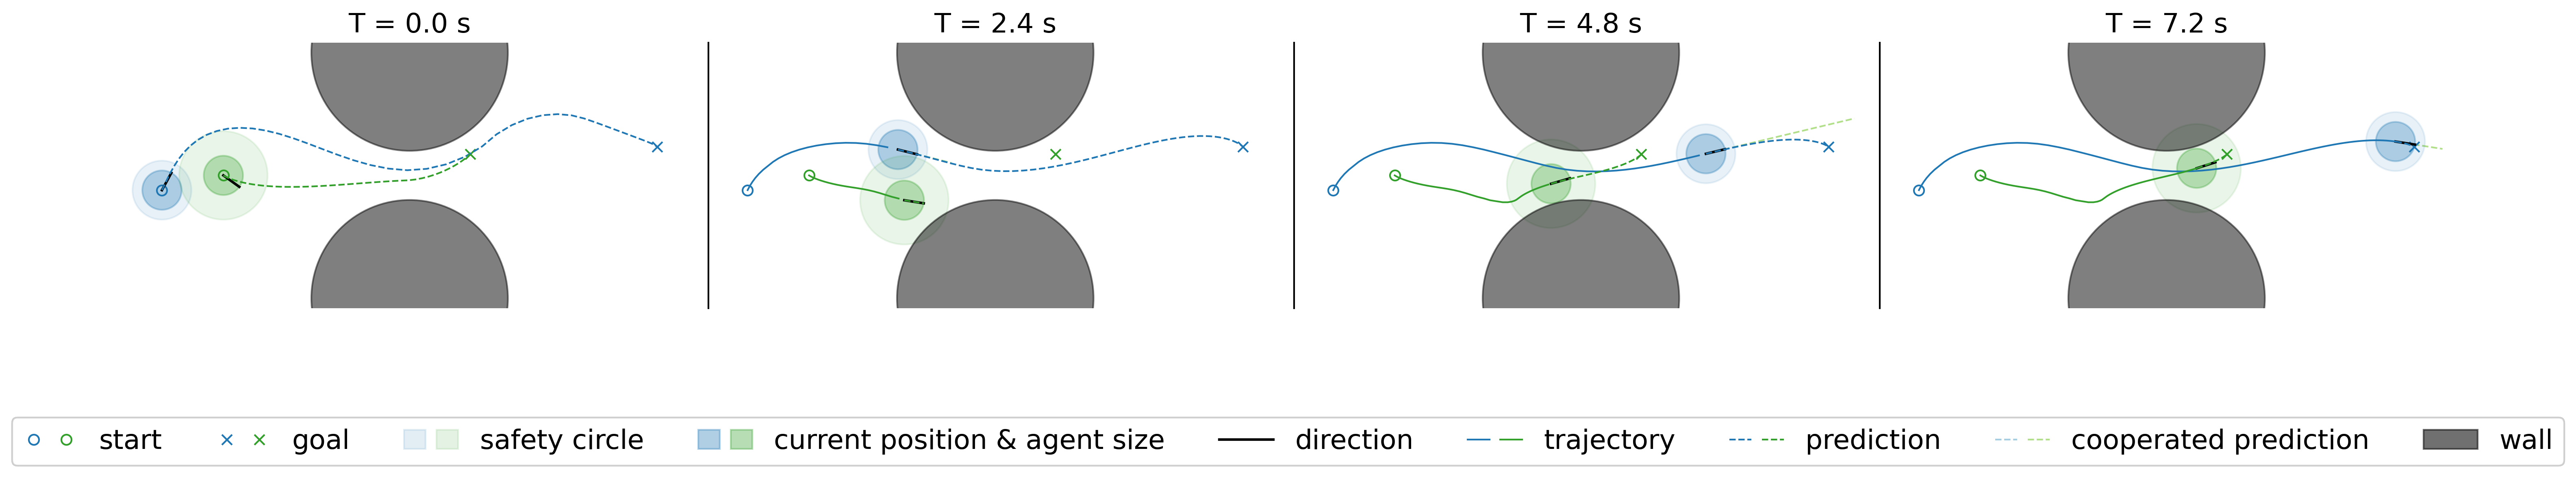 T = 0.0 s
T = 2.4 s
T = 4.8 s
T = 7.2 s
start
goal
safety circle
current position & agent size
direction
trajectory
prediction
cooperated prediction
wall